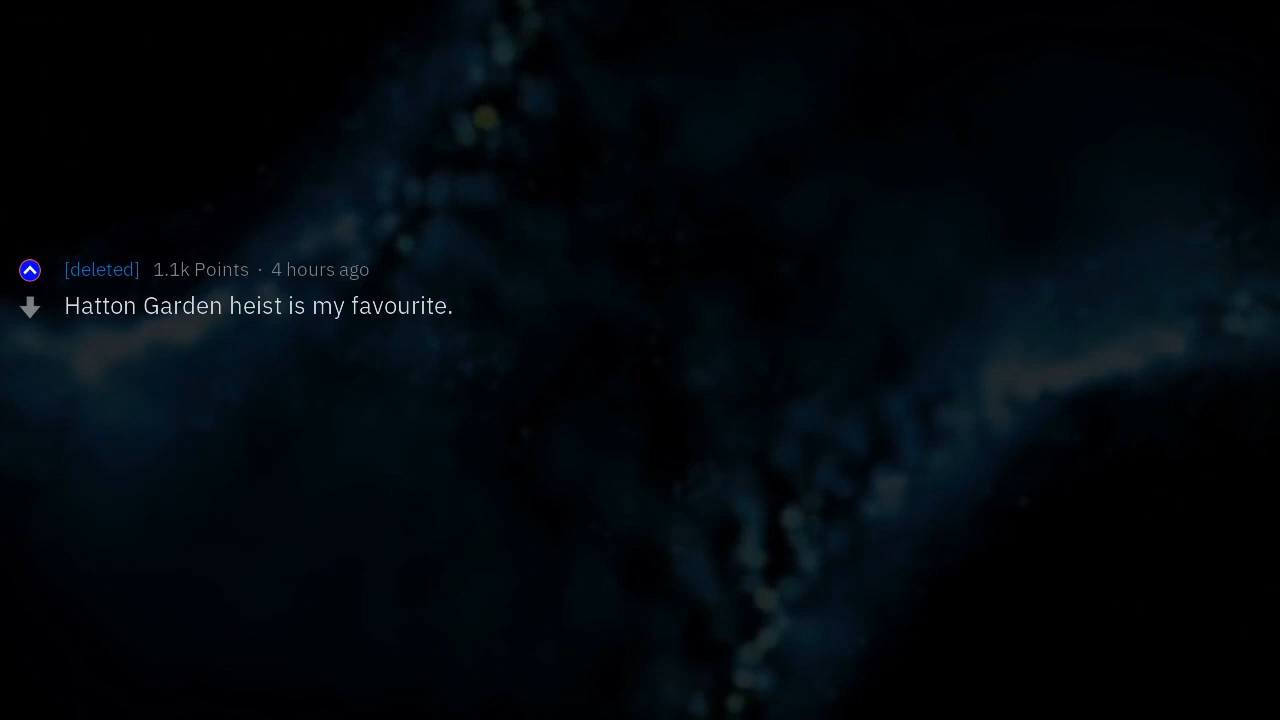 [deleted] 1.1k Points · 4 hours ago
Hatton Garden heist is my favourite.